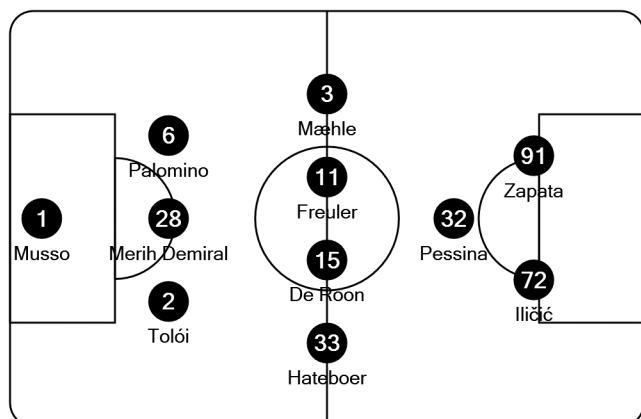 3
Mæhle
6
Palomino
91
Zapata
11
Freuler
1
Musso
28
Merih Demiral
32
Pessina
15
De Roon
72
Iličić
2
Tolói
33
Hateboer